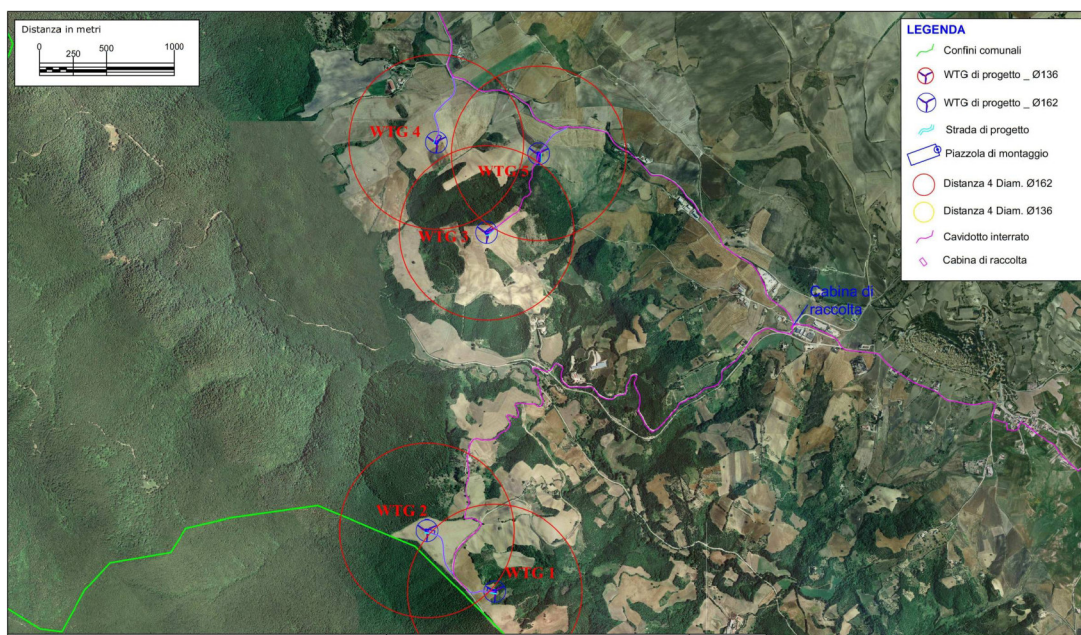 Distanza in metri
0 250 500 1000
LEGENDA
Confini comunali
WTG di progetto _ Ø136
WTG di progetto _ Ø162
Strada di progetto
Piazzola di montaggio
Distanza 4 Diam. Ø162
Distanza 4 Diam. Ø136
Cavidotto interrato
Cabina di raccolta
WTG 4
WTG 5
WTG 3
Cabina di
raccolta
WTG 2
WTG 1